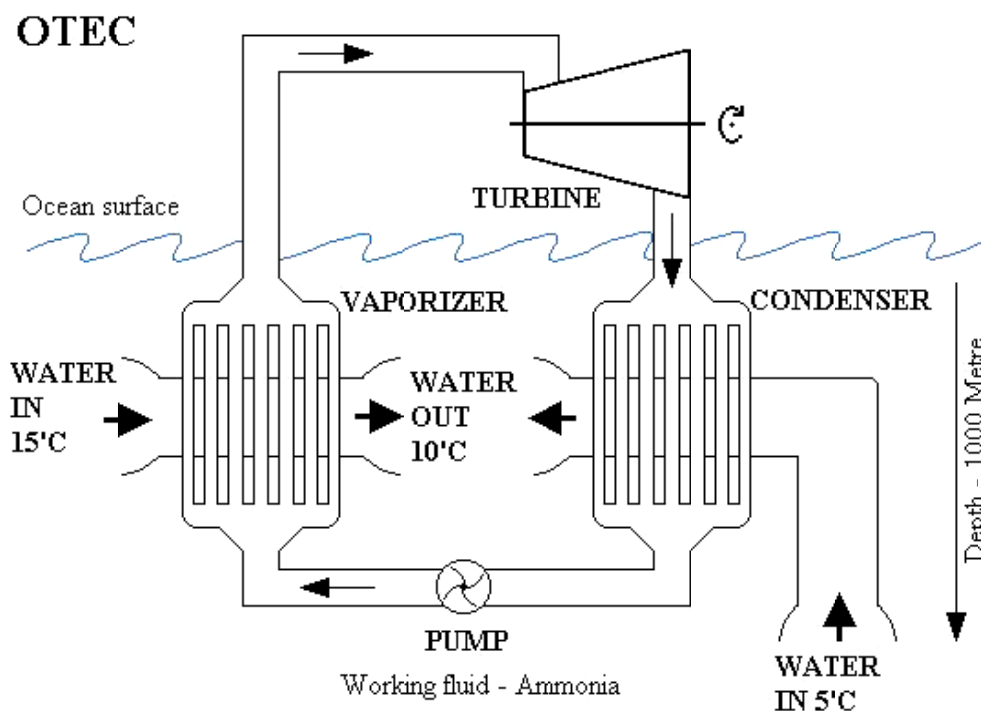 OTEC
TURBINE
Ocean surface
VAPORIZER
CONDENSER
WATER
IN
15'C
WATER
OUT
10'C
Depth - 1000 Metre
PUMP
Working fluid - Ammonia
WATER
IN 5'C